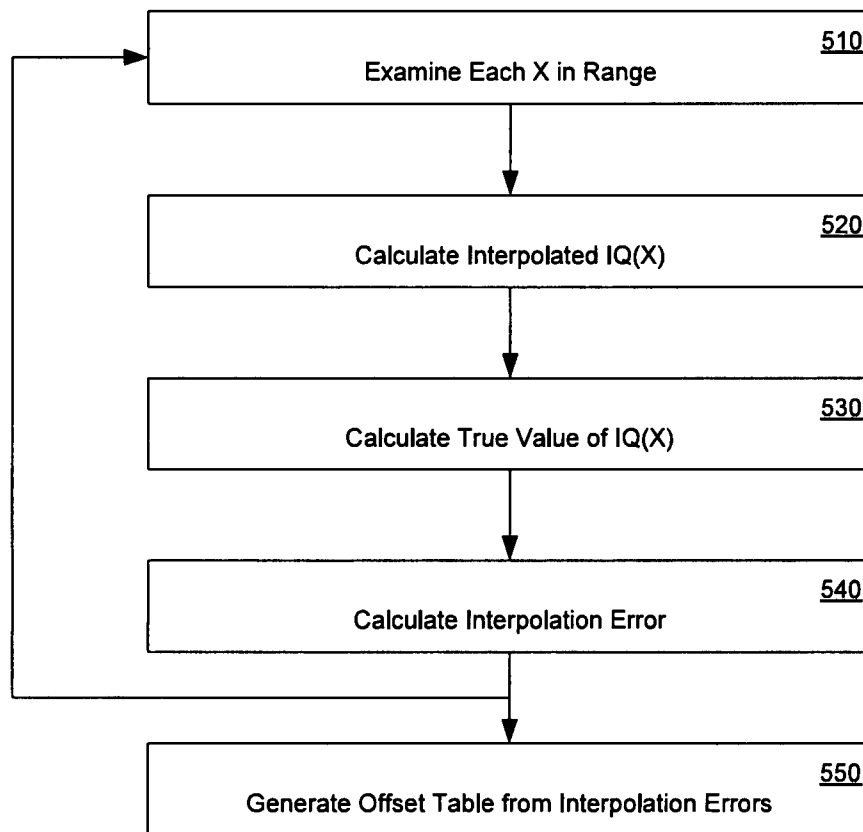 510
Examine Each X in Range
520
Calculate Interpolated IQ(X)
530
Calculate True Value of IQ(X)
540
Calculate Interpolation Error
550
Generate Offset Table from Interpolation Errors